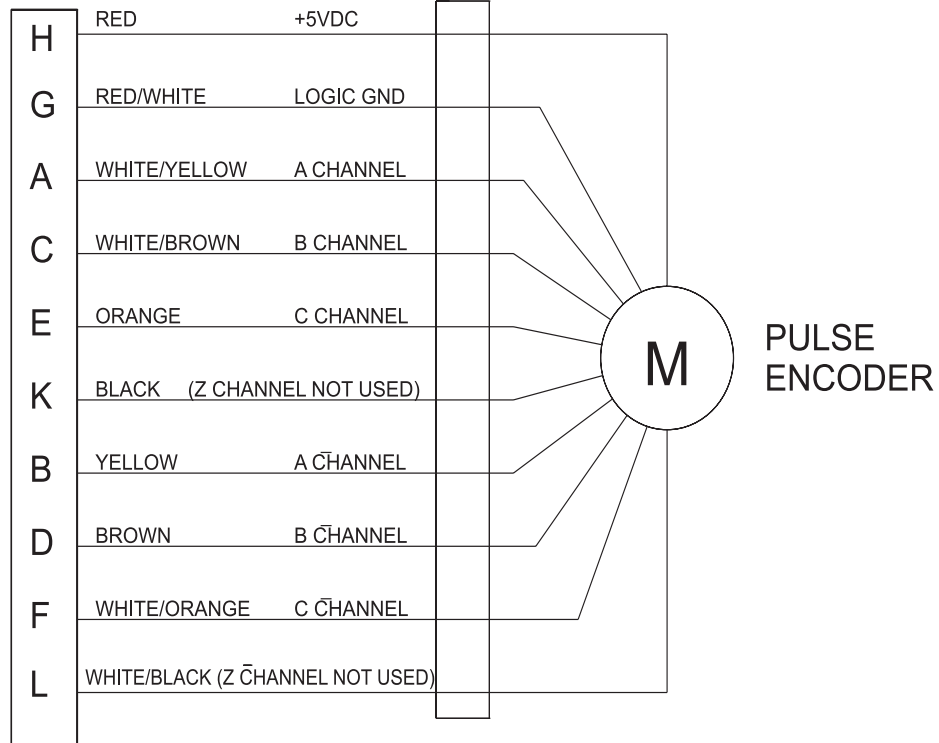 H RED +5VDC
G RED/WHITE LOGIC GND
A WHITE/YELLOW A CHANNEL
C WHITE/BROWN B CHANNEL
E ORANGE C CHANNEL
K BLACK (Z CHANNEL NOT USED)
B YELLOW A C̅HANNEL
D BROWN B C̅HANNEL
F WHITE/ORANGE C C̅HANNEL
L WHITE/BLACK (Z C̅HANNEL NOT USED)
M
PULSE
ENCODER